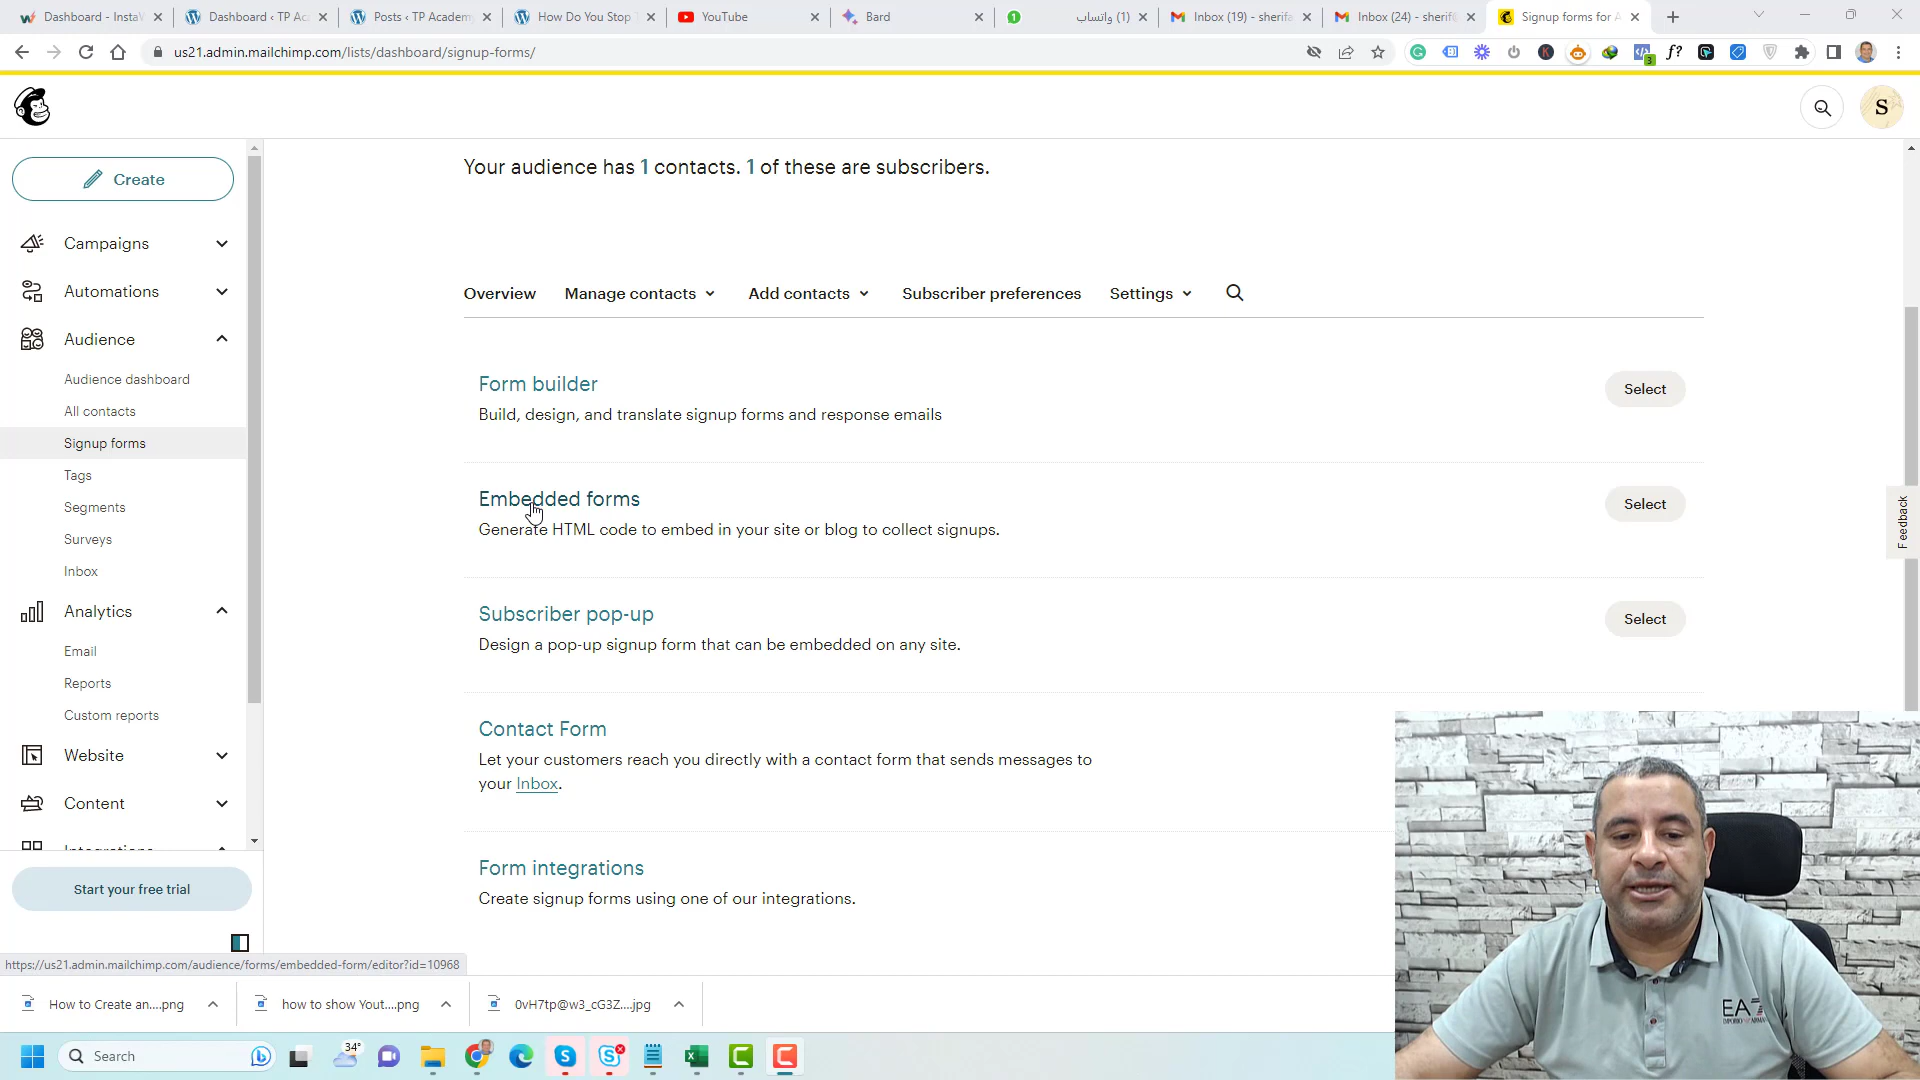 Dashboard - InstaW
Dashboard ‹ TP Ac
Posts ‹ TP Academ
How Do You Stop
YouTube
Bard
1
(1) واتساب
Inbox (19) - sherifa
Inbox (24) - sherif
Signup forms for A
us21.admin.mailchimp.com/lists/dashboard/signup-forms/
3
f?
S
Create
Campaigns
Automations
Audience
Audience dashboard
All contacts
Signup forms
Tags
Segments
Surveys
Inbox
Analytics
Email
Reports
Custom reports
Website
Content
Start your free trial
Your audience has 1 contacts. 1 of these are subscribers.
Overview
Manage contacts
Add contacts
Subscriber preferences
Settings
Form builder
Build, design, and translate signup forms and response emails
Select
Embedded forms
Generate HTML code to embed in your site or blog to collect signups.
Select
Subscriber pop-up
Design a pop-up signup form that can be embedded on any site.
Select
Contact Form
Let your customers reach you directly with a contact form that sends messages to
your Inbox.
Form integrations
Create signup forms using one of our integrations.
Feedback
https://us21.admin.mailchimp.com/audience/forms/embedded-form/editor?id=10968
How to Create an....png
how to show Yout....png
0vH7tp@w3_cG3Z....jpg
Search
34°
EA7
EMPORIO ARMANI